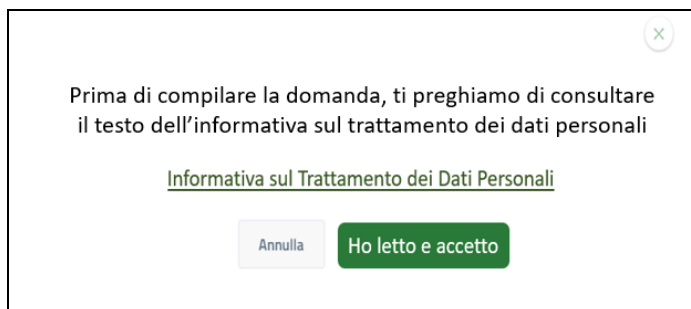 Prima di compilare la domanda, ti preghiamo di consultare
il testo dell’informativa sul trattamento dei dati personali
Informativa sul Trattamento dei Dati Personali
Annulla
Ho letto e accetto